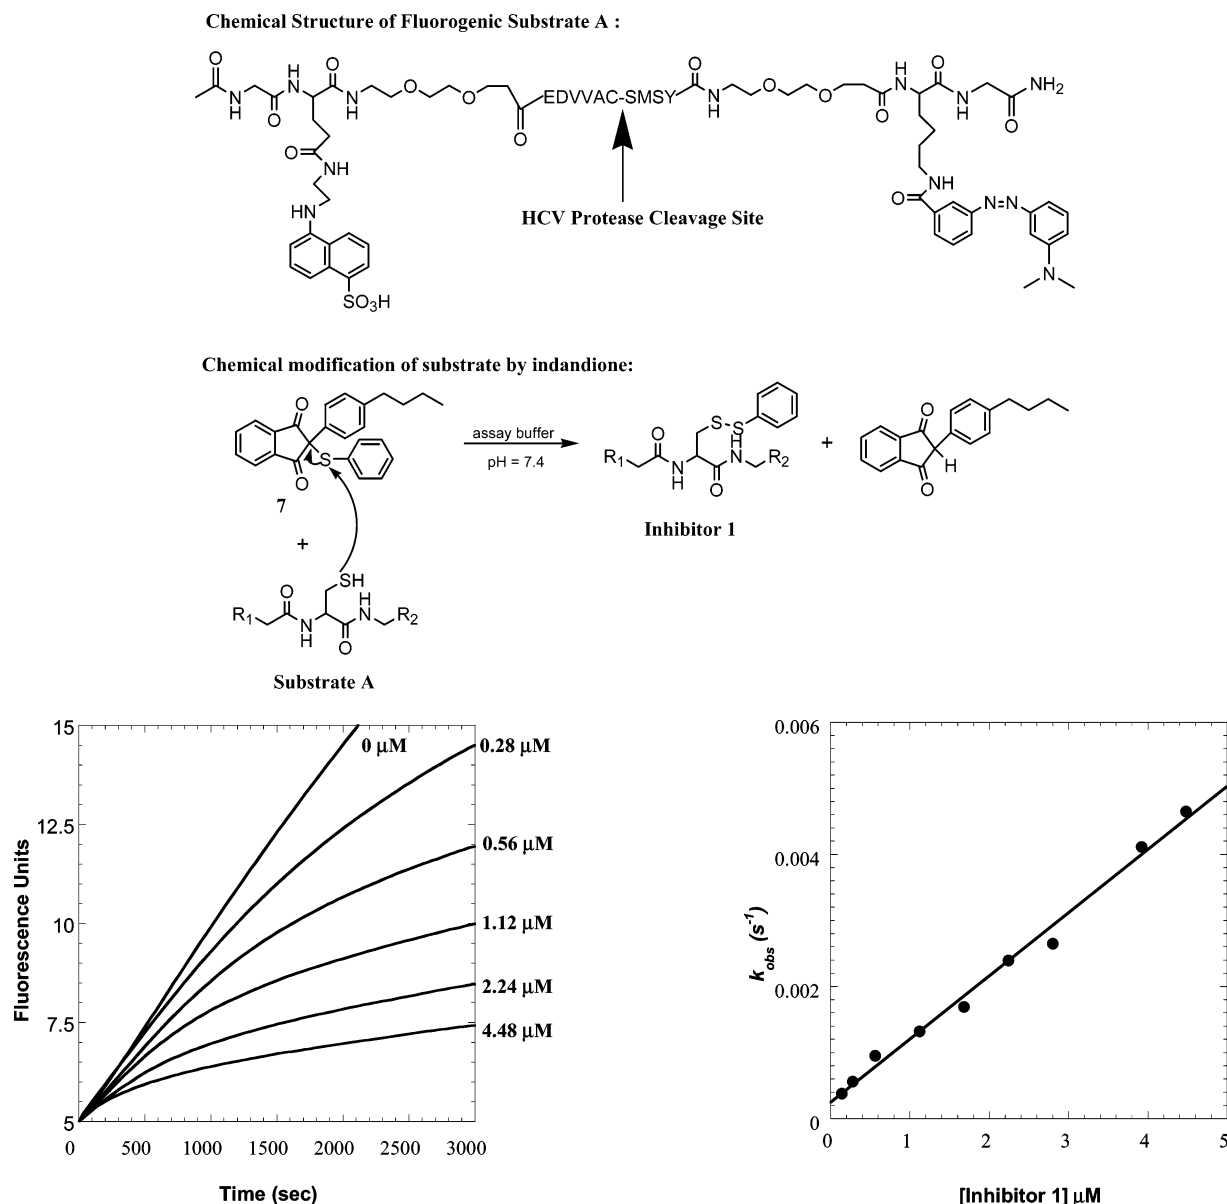 Chemical Structure of Fluorogenic Substrate A :
O
H
N
O
O
O
O
NH2
N
H
O
N
H
O
O
EDVVAC-SMSY
N
H
O
O
O
H
N
N
H
O
O
O
NH
NH
HN
O
N=N
HCV Protease Cleavage Site
N
SO3H
Chemical modification of substrate by indandione:
O
S
O
7
+
assay buffer
pH = 7.4
S-S
O
H
N
R1
N
H
O
R2
Inhibitor 1
+
O
H
O
SH
O
H
N
R1
N
H
O
R2
Substrate A
15
12.5
10
7.5
5
Fluorescence Units
0 µM
0.28 µM
0.56 µM
1.12 µM
2.24 µM
4.48 µM
0 500 1000 1500 2000 2500 3000
Time (sec)
0.006
0.004
0.002
0
kobs (s-1)
0 1 2 3 4 5
[Inhibitor 1] µM